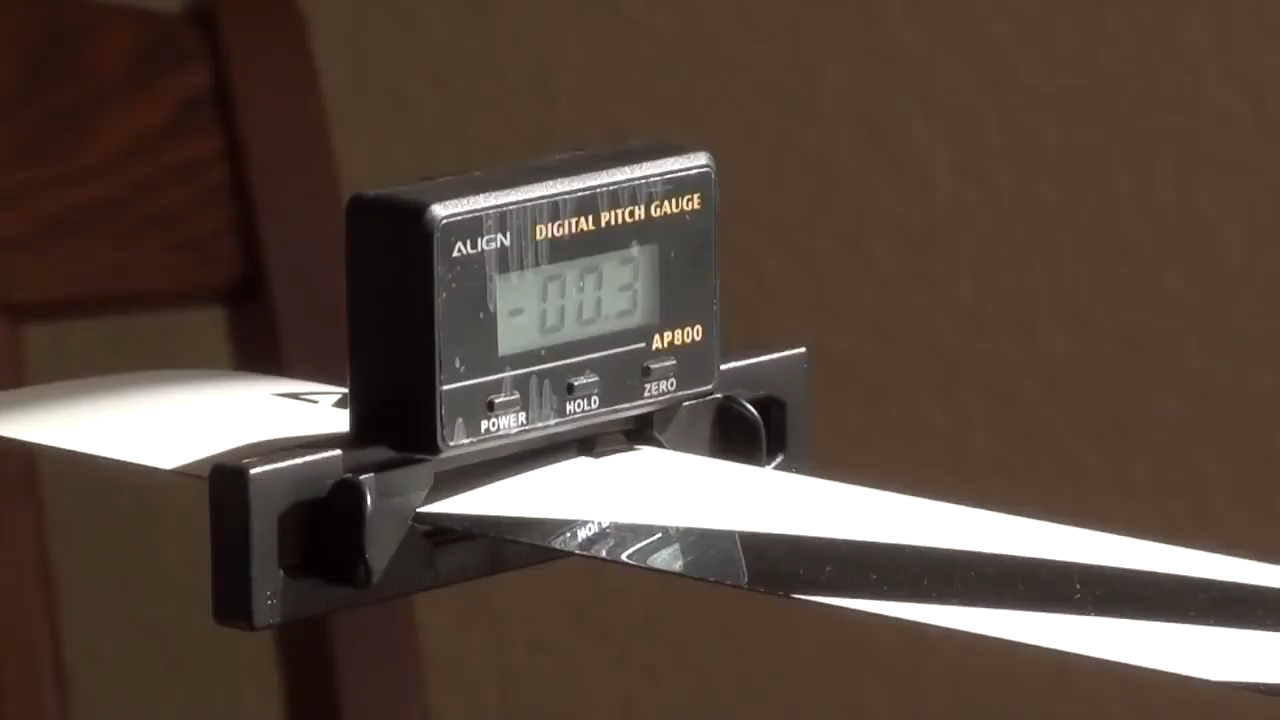 ALIGN
DIGITAL PITCH GAUGE
-00.3
AP800
POWER
HOLD
ZERO